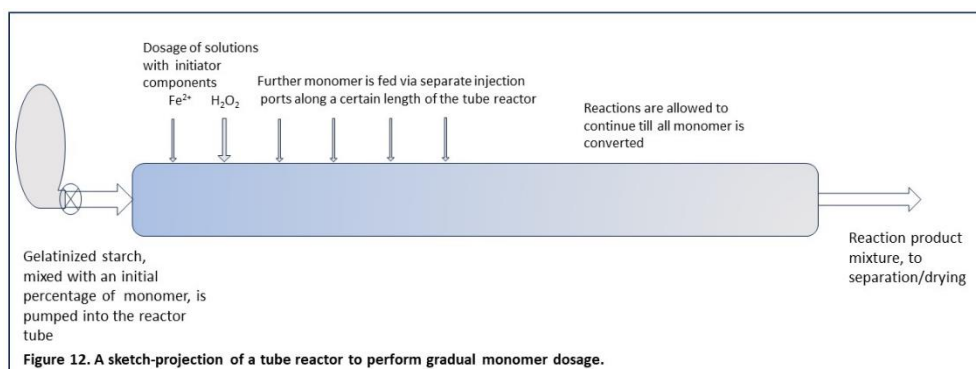 Dosage of solutions
with initiator
components
Fe²⁺ H₂O₂
Further monomer is fed via separate injection
ports along a certain length of the tube reactor
Reactions are allowed to
continue till all monomer is
converted
Gelatinized starch,
mixed with an initial
percentage of monomer, is
pumped into the reactor
tube
Reaction product
mixture, to
separation/drying
Figure 12. A sketch-projection of a tube reactor to perform gradual monomer dosage.